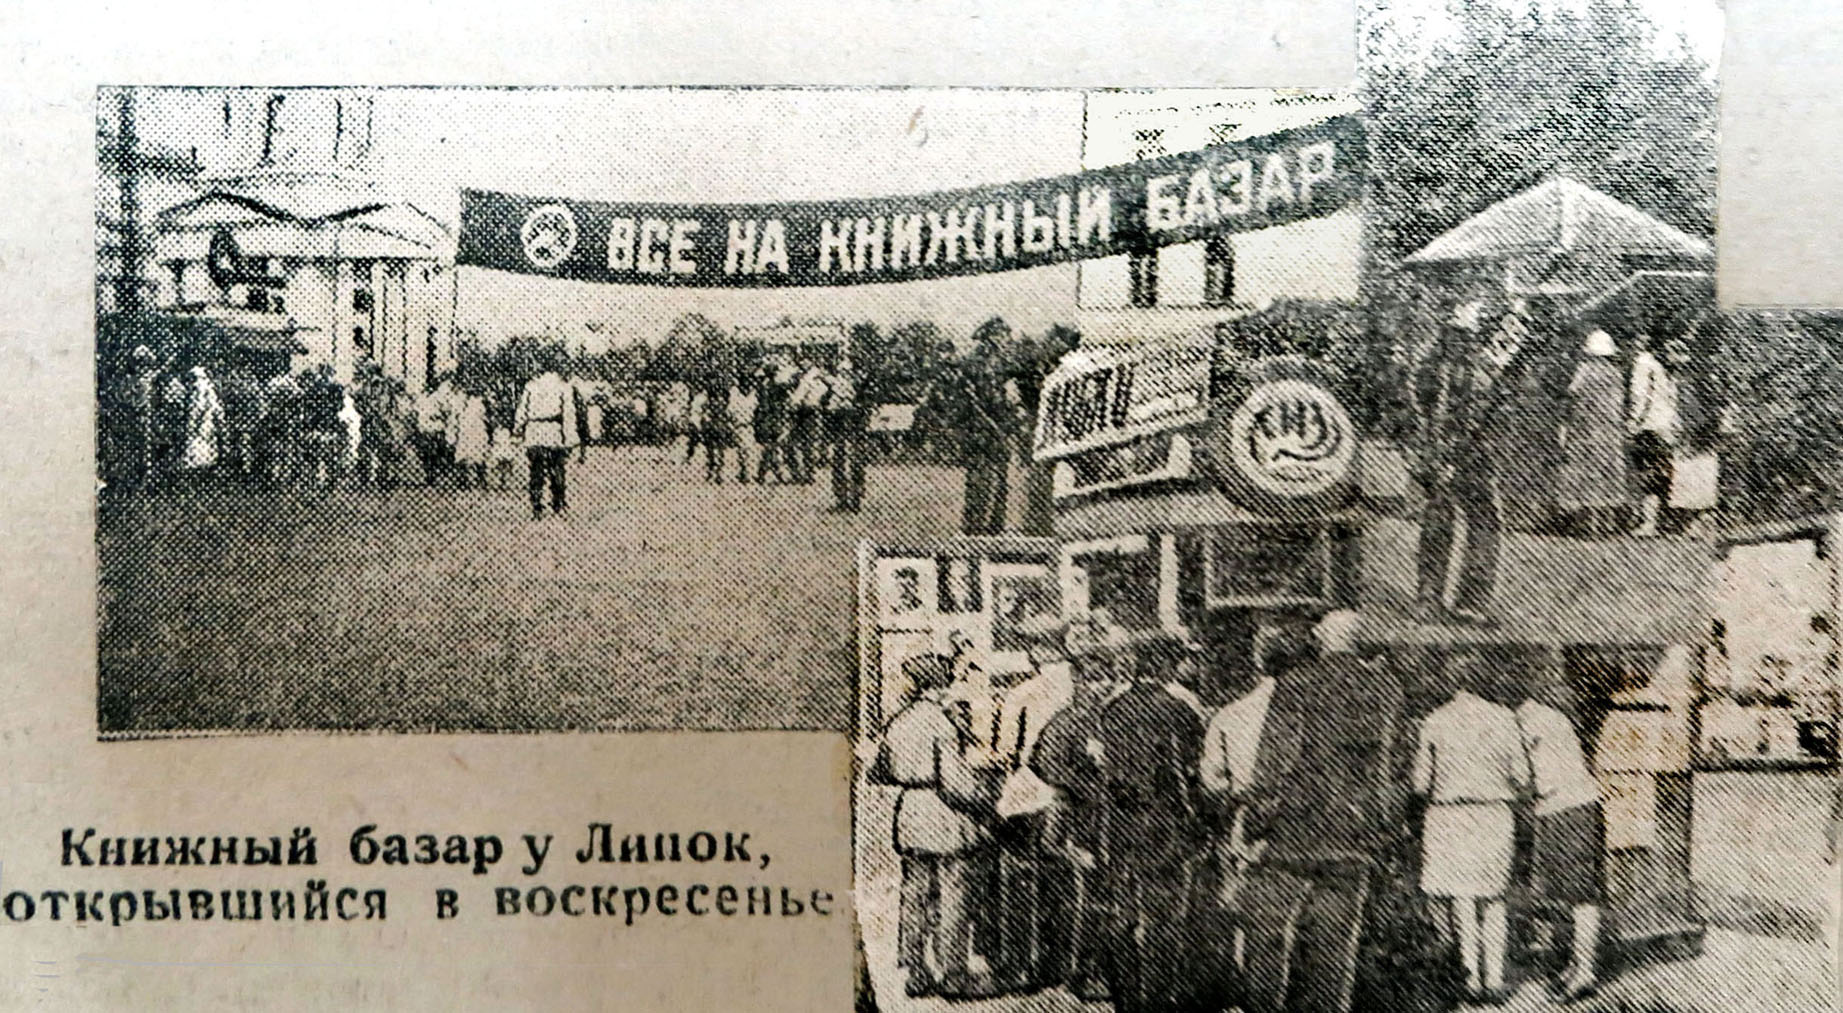 ВСЕ НА КНИЖНЫЙ БАЗАР
Книжный базар у Липок,
открывшийся в воскресенье